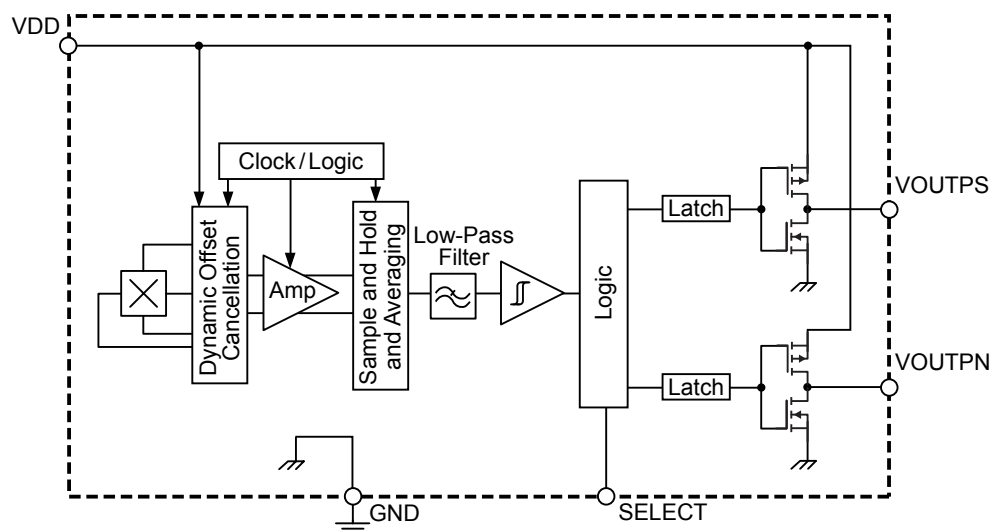 VDD
Clock/Logic
VOUTPS
Latch
Low-Pass
Filter
Dynamic Offset
Cancellation
Amp
Sample and Hold
and Averaging
Logic
VOUTPN
Latch
GND
SELECT